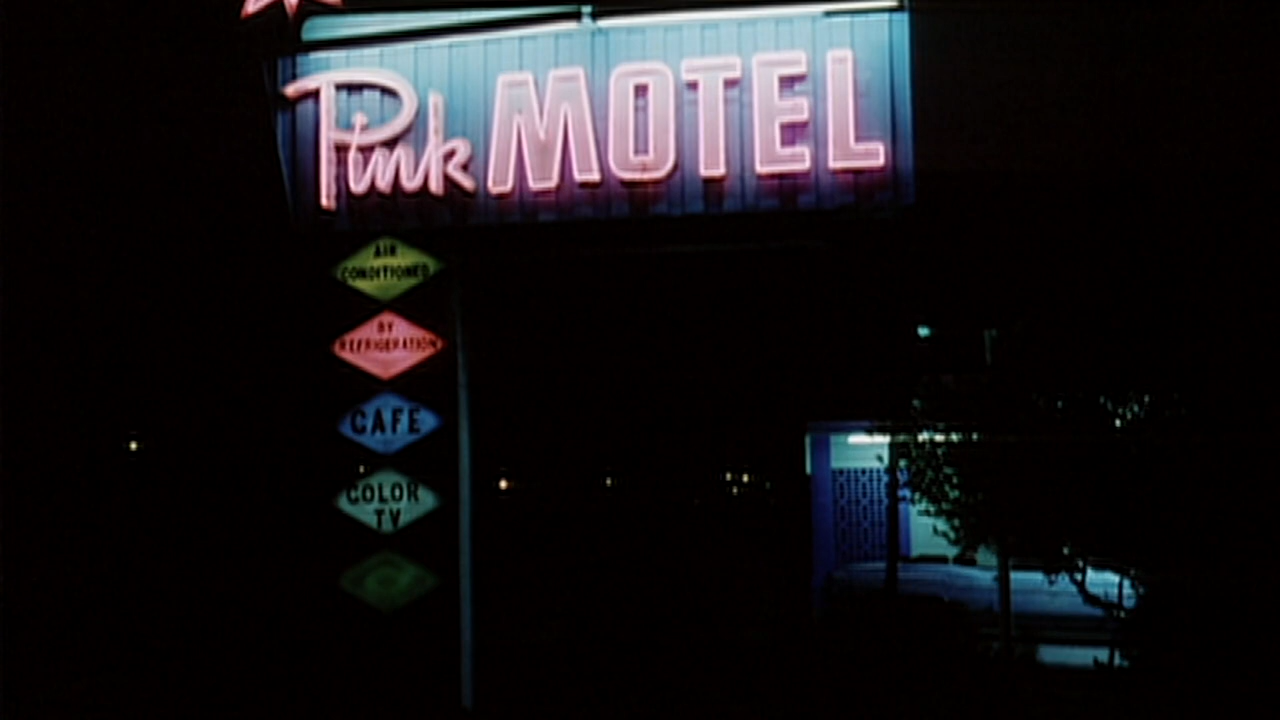 Pink MOTEL
AIR
CONDITIONED
BY
REFRIGERATION
CAFE
COLOR
TV